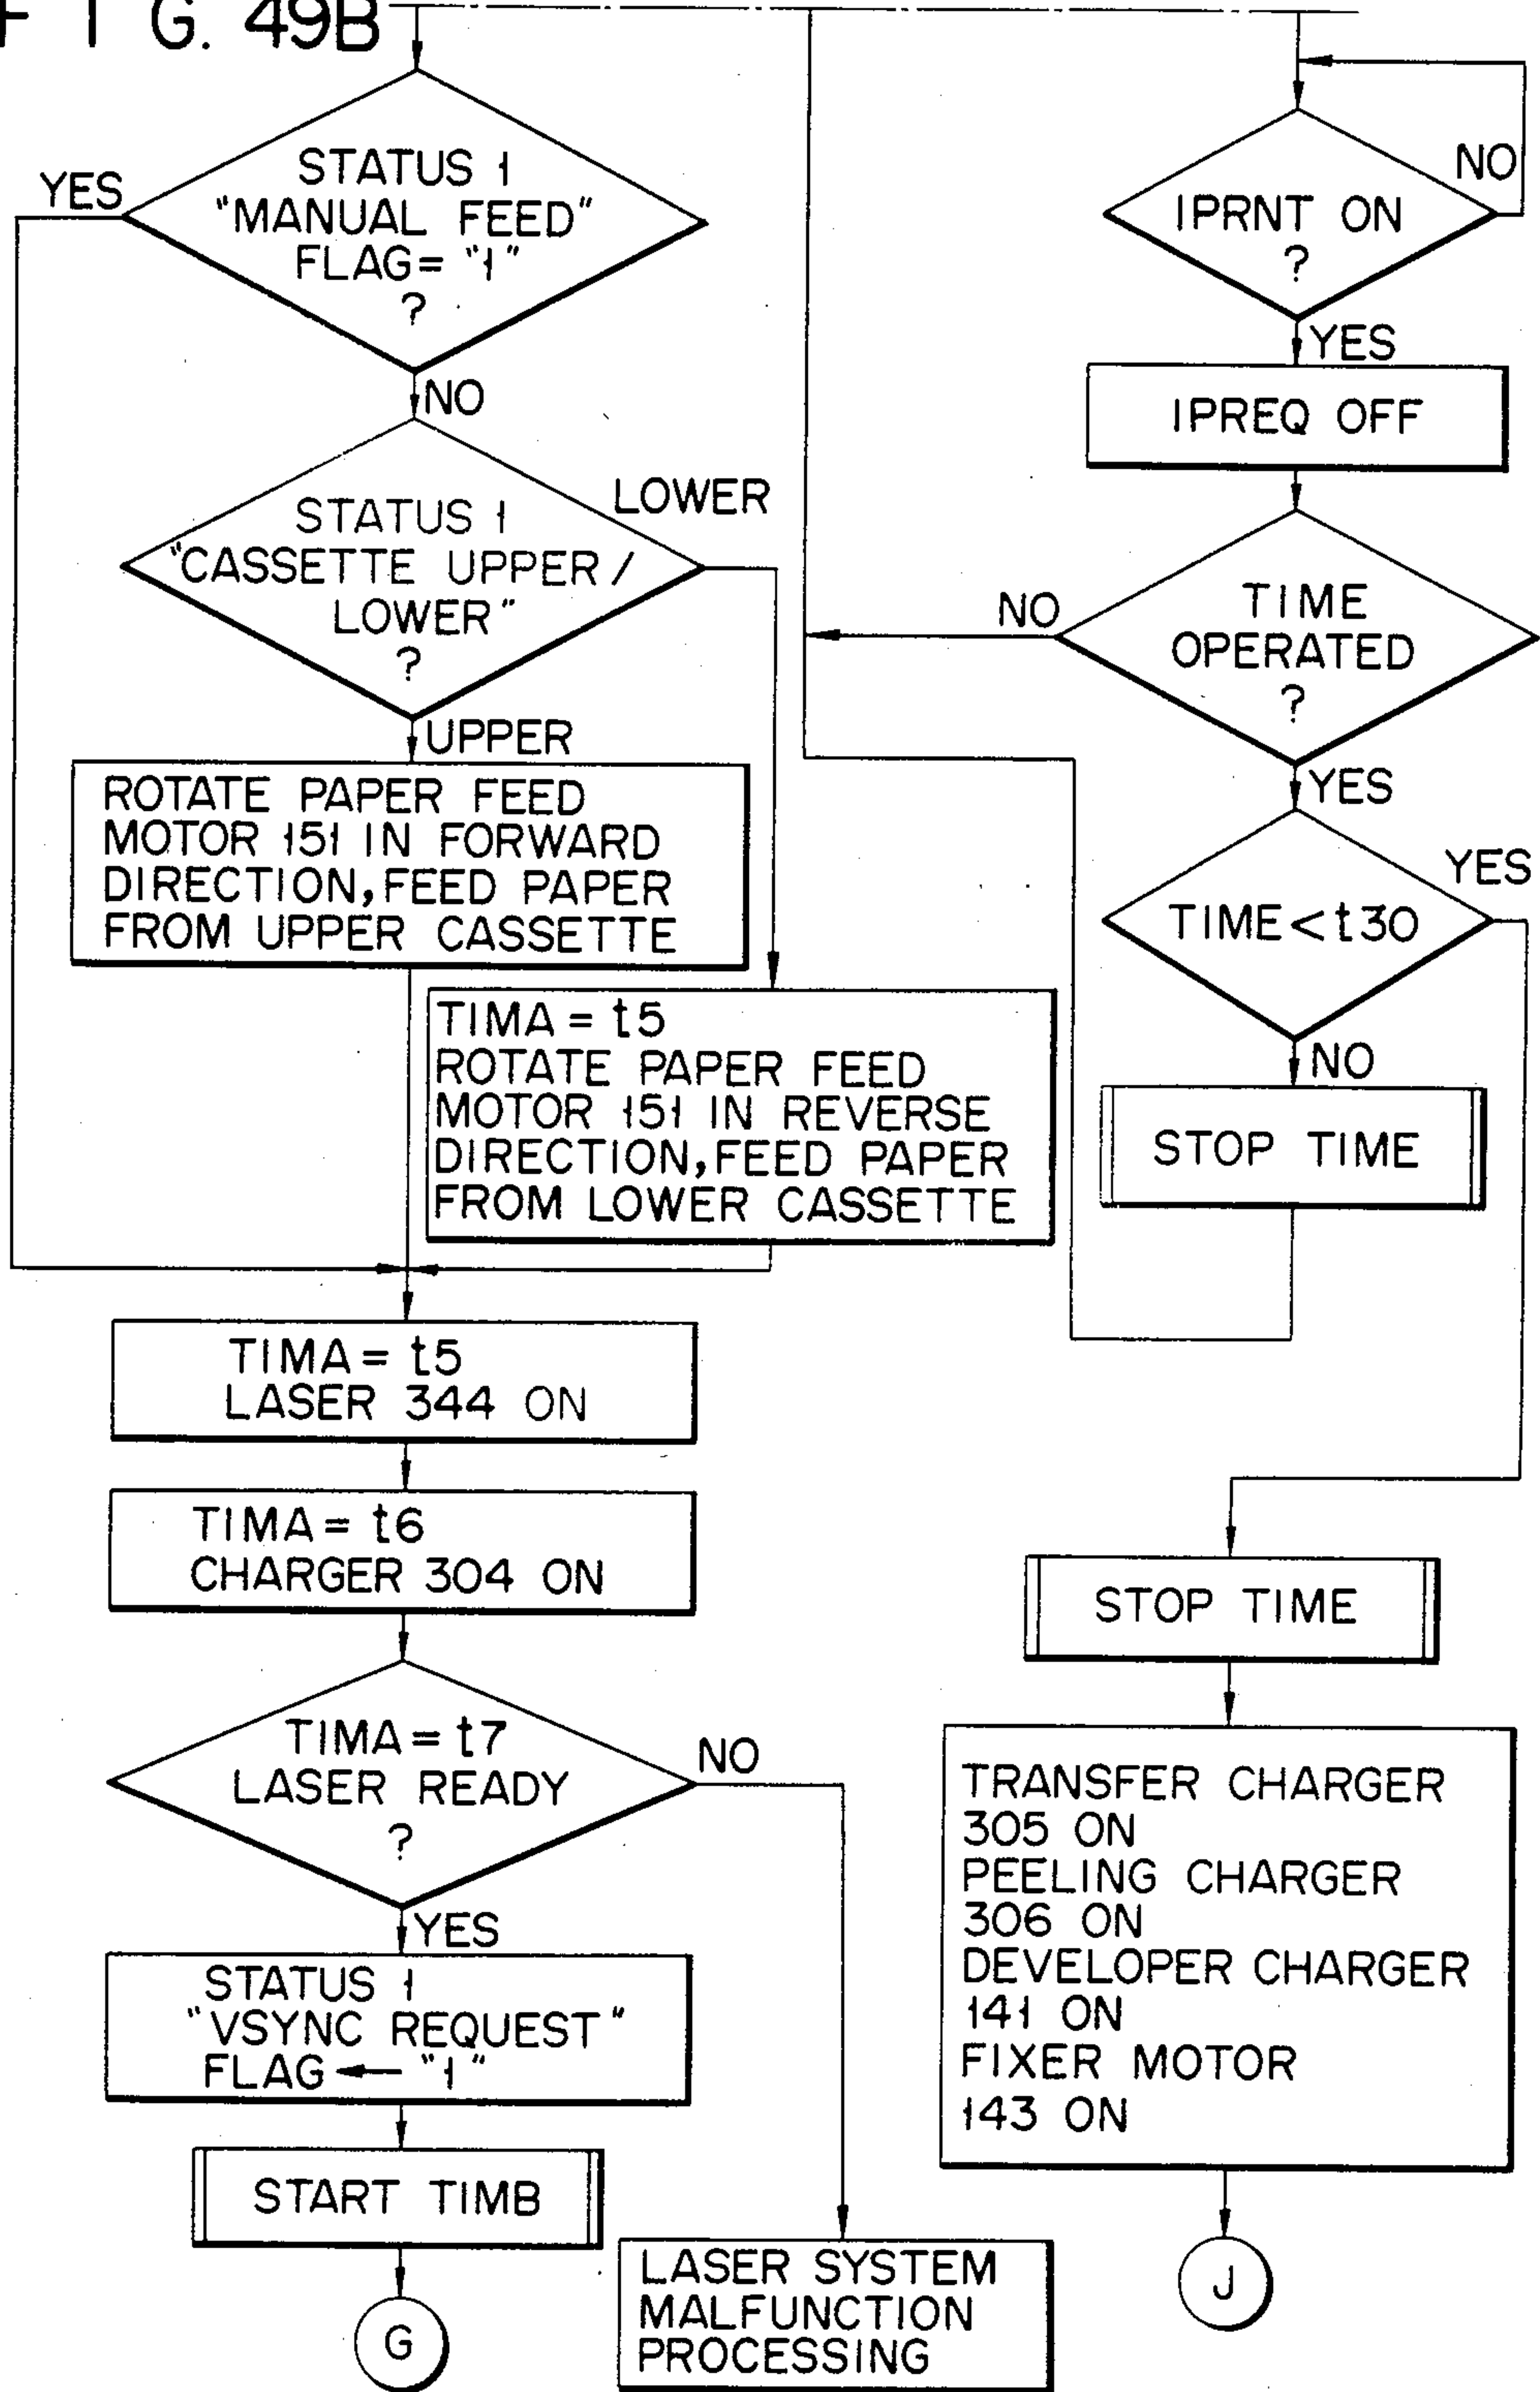 FIG. 49B
STATUS 1
"MANUAL FEED"
FLAG= "1"
?
YES
NO
STATUS 1
"CASSETTE UPPER/
LOWER"
?
LOWER
UPPER
ROTATE PAPER FEED
MOTOR 151 IN FORWARD
DIRECTION, FEED PAPER
FROM UPPER CASSETTE
TIMA = t5
ROTATE PAPER FEED
MOTOR 151 IN REVERSE
DIRECTION, FEED PAPER
FROM LOWER CASSETTE
TIMA = t5
LASER 344 ON
TIMA = t6
CHARGER 304 ON
TIMA = t7
LASER READY
?
NO
YES
STATUS 1
"VSYNC REQUEST"
FLAG ← "1"
START TIMB
G
LASER SYSTEM
MALFUNCTION
PROCESSING
IPRNT ON
?
NO
YES
IPREQ OFF
TIME
OPERATED
?
NO
YES
TIME < t30
YES
NO
STOP TIME
STOP TIME
TRANSFER CHARGER
305 ON
PEELING CHARGER
306 ON
DEVELOPER CHARGER
141 ON
FIXER MOTOR
143 ON
J